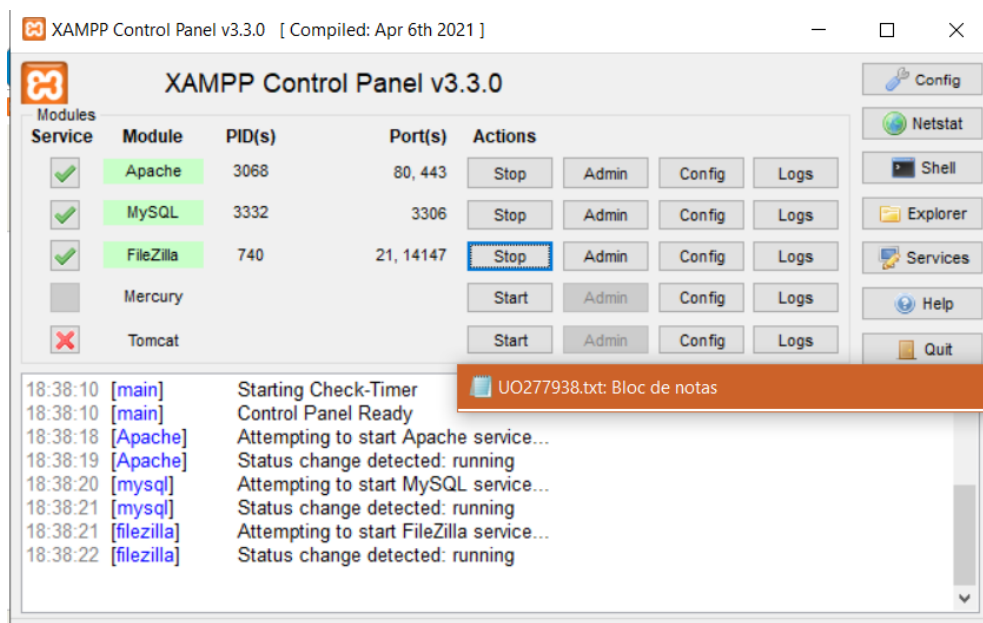 XAMPP Control Panel v3.3.0 [ Compiled: Apr 6th 2021 ]
XAMPP Control Panel v3.3.0
Config
Modules
Service Module PID(s) Port(s) Actions
Netstat
Apache 3068 80, 443 Stop Admin Config Logs
Shell
MySQL 3332 3306 Stop Admin Config Logs
Explorer
FileZilla 740 21, 14147 Stop Admin Config Logs
Services
Mercury Start Admin Config Logs
Help
Tomcat Start Admin Config Logs
Quit
UO277938.txt: Bloc de notas
18:38:10 [main] Starting Check-Timer
18:38:10 [main] Control Panel Ready
18:38:18 [Apache] Attempting to start Apache service...
18:38:19 [Apache] Status change detected: running
18:38:20 [mysql] Attempting to start MySQL service...
18:38:21 [mysql] Status change detected: running
18:38:21 [filezilla] Attempting to start FileZilla service...
18:38:22 [filezilla] Status change detected: running